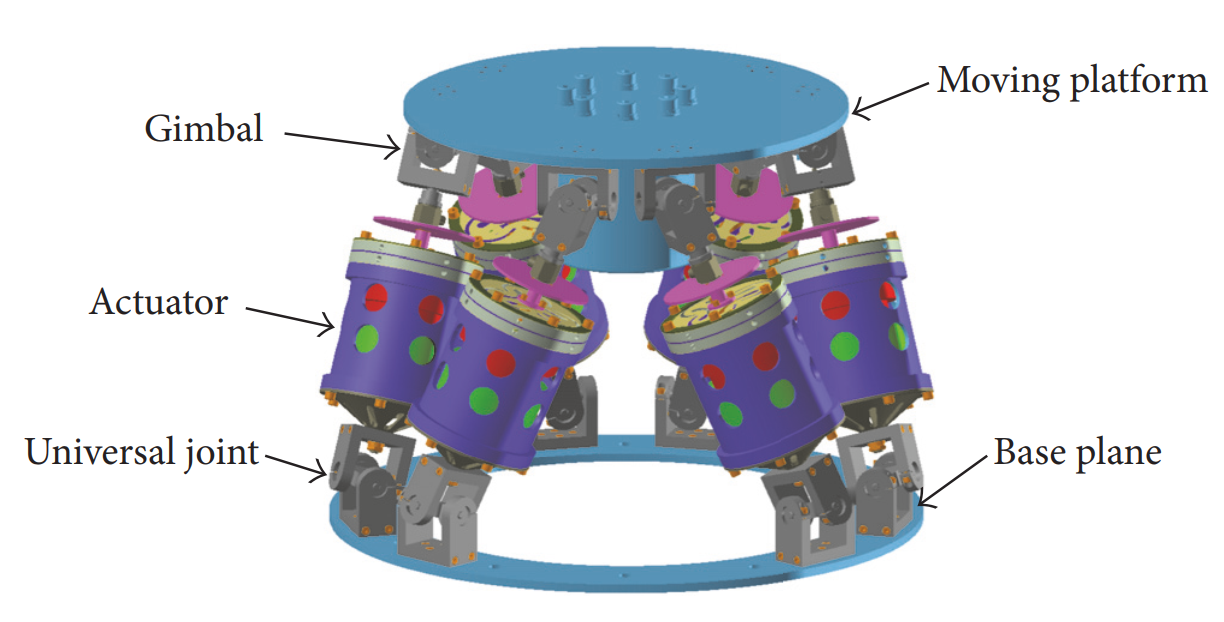 Moving platform
Gimbal
Actuator
Universal joint
Base plane